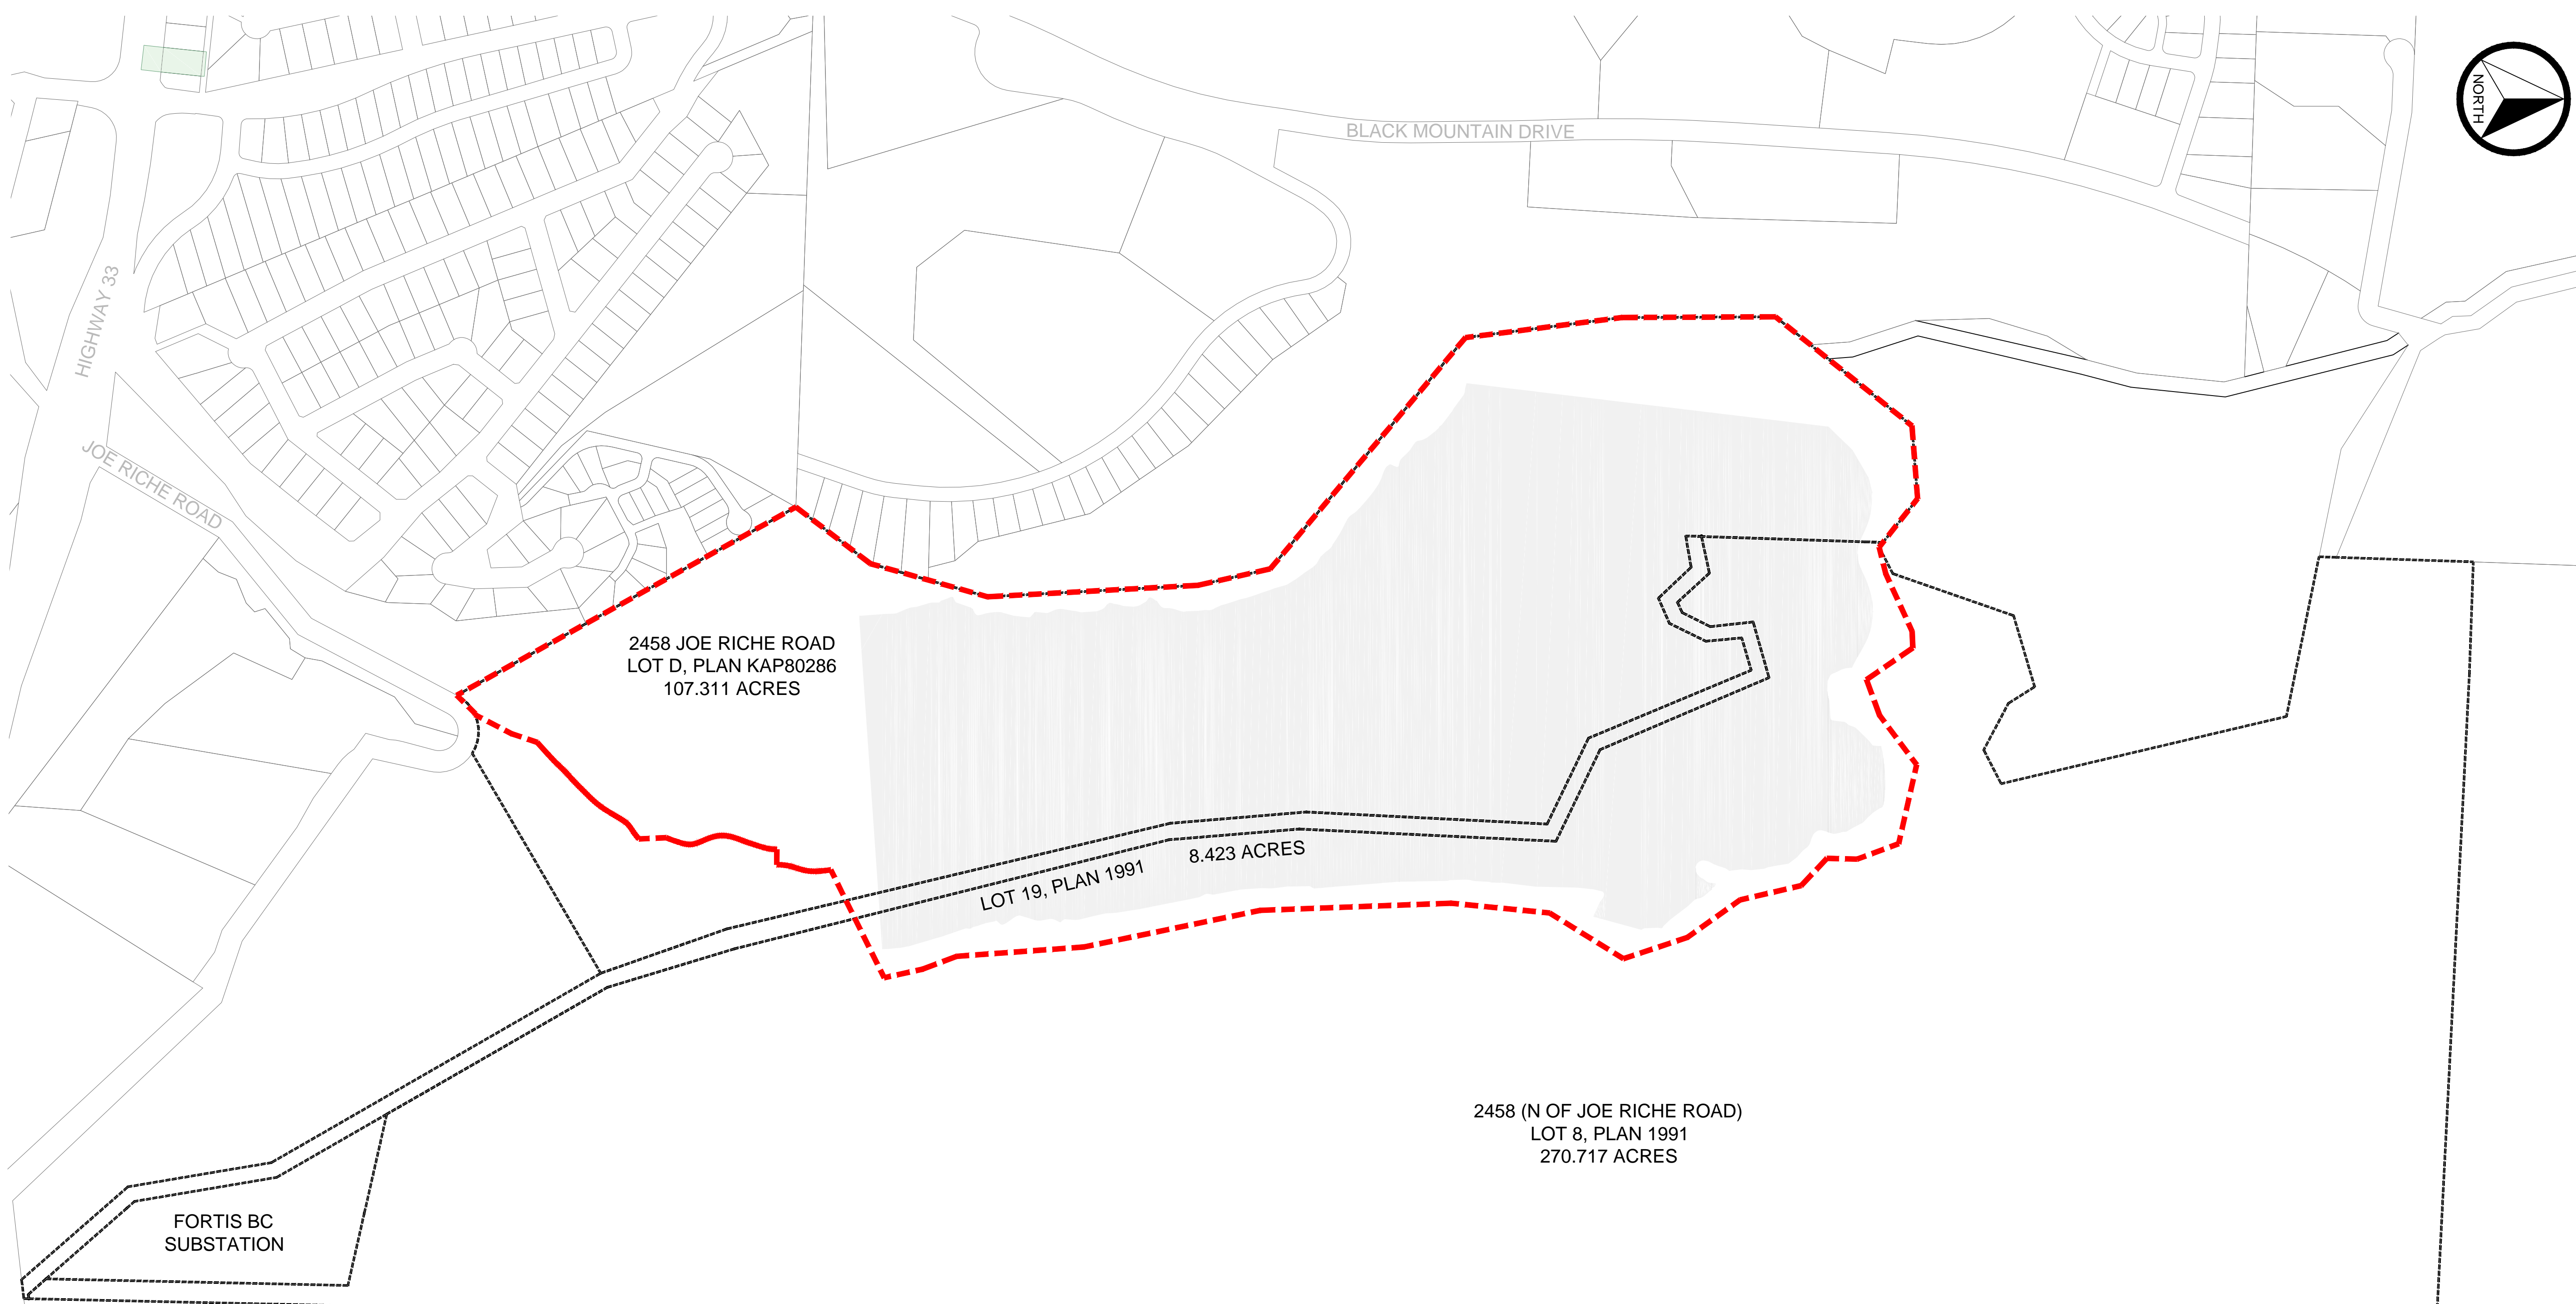 NORTH
BLACK MOUNTAIN DRIVE
HIGHWAY 33
JOE RICHE ROAD
2458 JOE RICHE ROAD
LOT D, PLAN KAP80286
107.311 ACRES
LOT 19, PLAN 1991
8.423 ACRES
2458 (N OF JOE RICHE ROAD)
LOT 8, PLAN 1991
270.717 ACRES
FORTIS BC
SUBSTATION